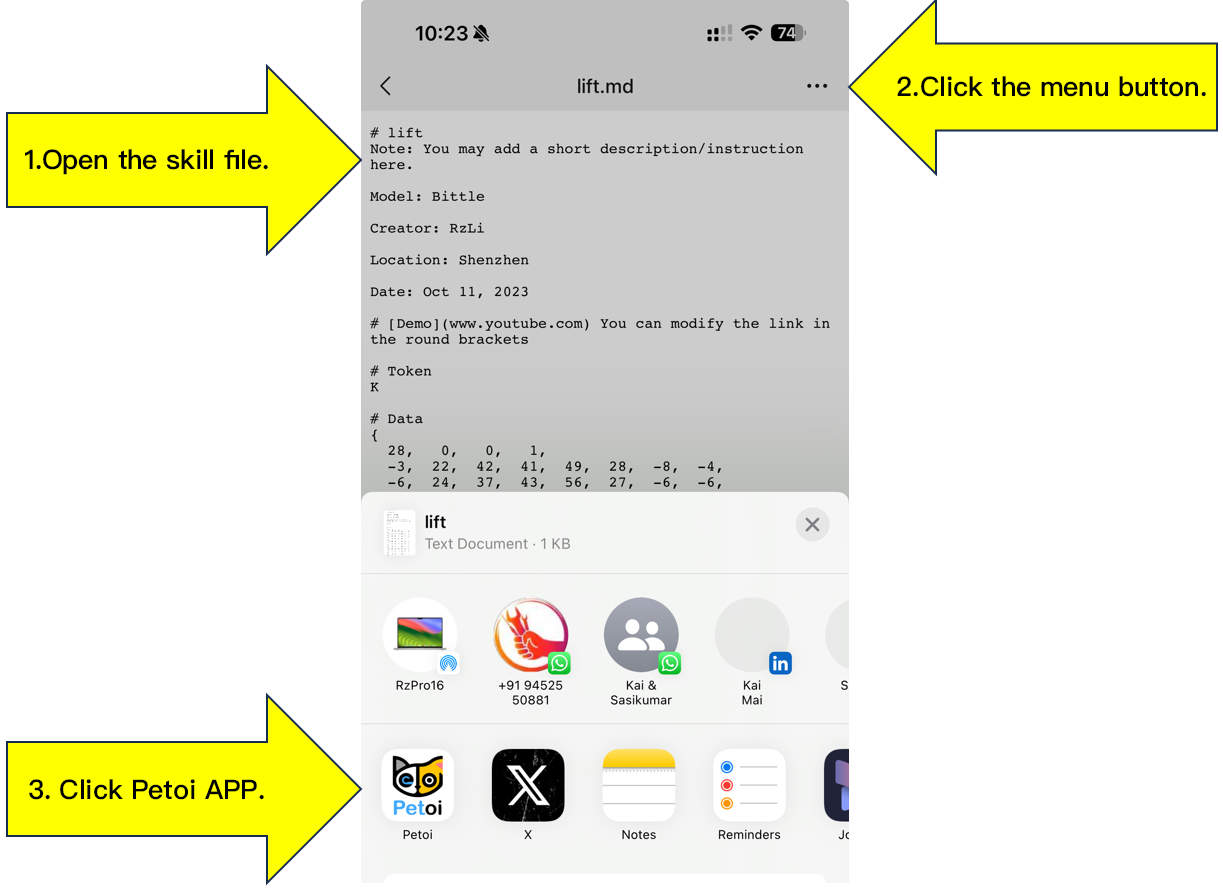 10:23
74
lift.md
2.Click the menu button.
1.Open the skill file.
# lift
Note: You may add a short description/instruction
here.
Model: Bittle
Creator: RzLi
Location: Shenzhen
Date: Oct 11, 2023
# [Demo](www.youtube.com) You can modify the link in
the round brackets
# Token
K
# Data
{
28,   0,   0,   1,
-3,  22,  42,  41,  49,  28,  -8,  -4,
-6,  24,  37,  43,  56,  27,  -6,  -6,
lift
Text Document · 1 KB
in
RzPro16
+91 94525
50881
Kai &
Sasikumar
Kai
Mai
S
3. Click Petoi APP.
Petoi
Petoi
X
Notes
Reminders
Jo